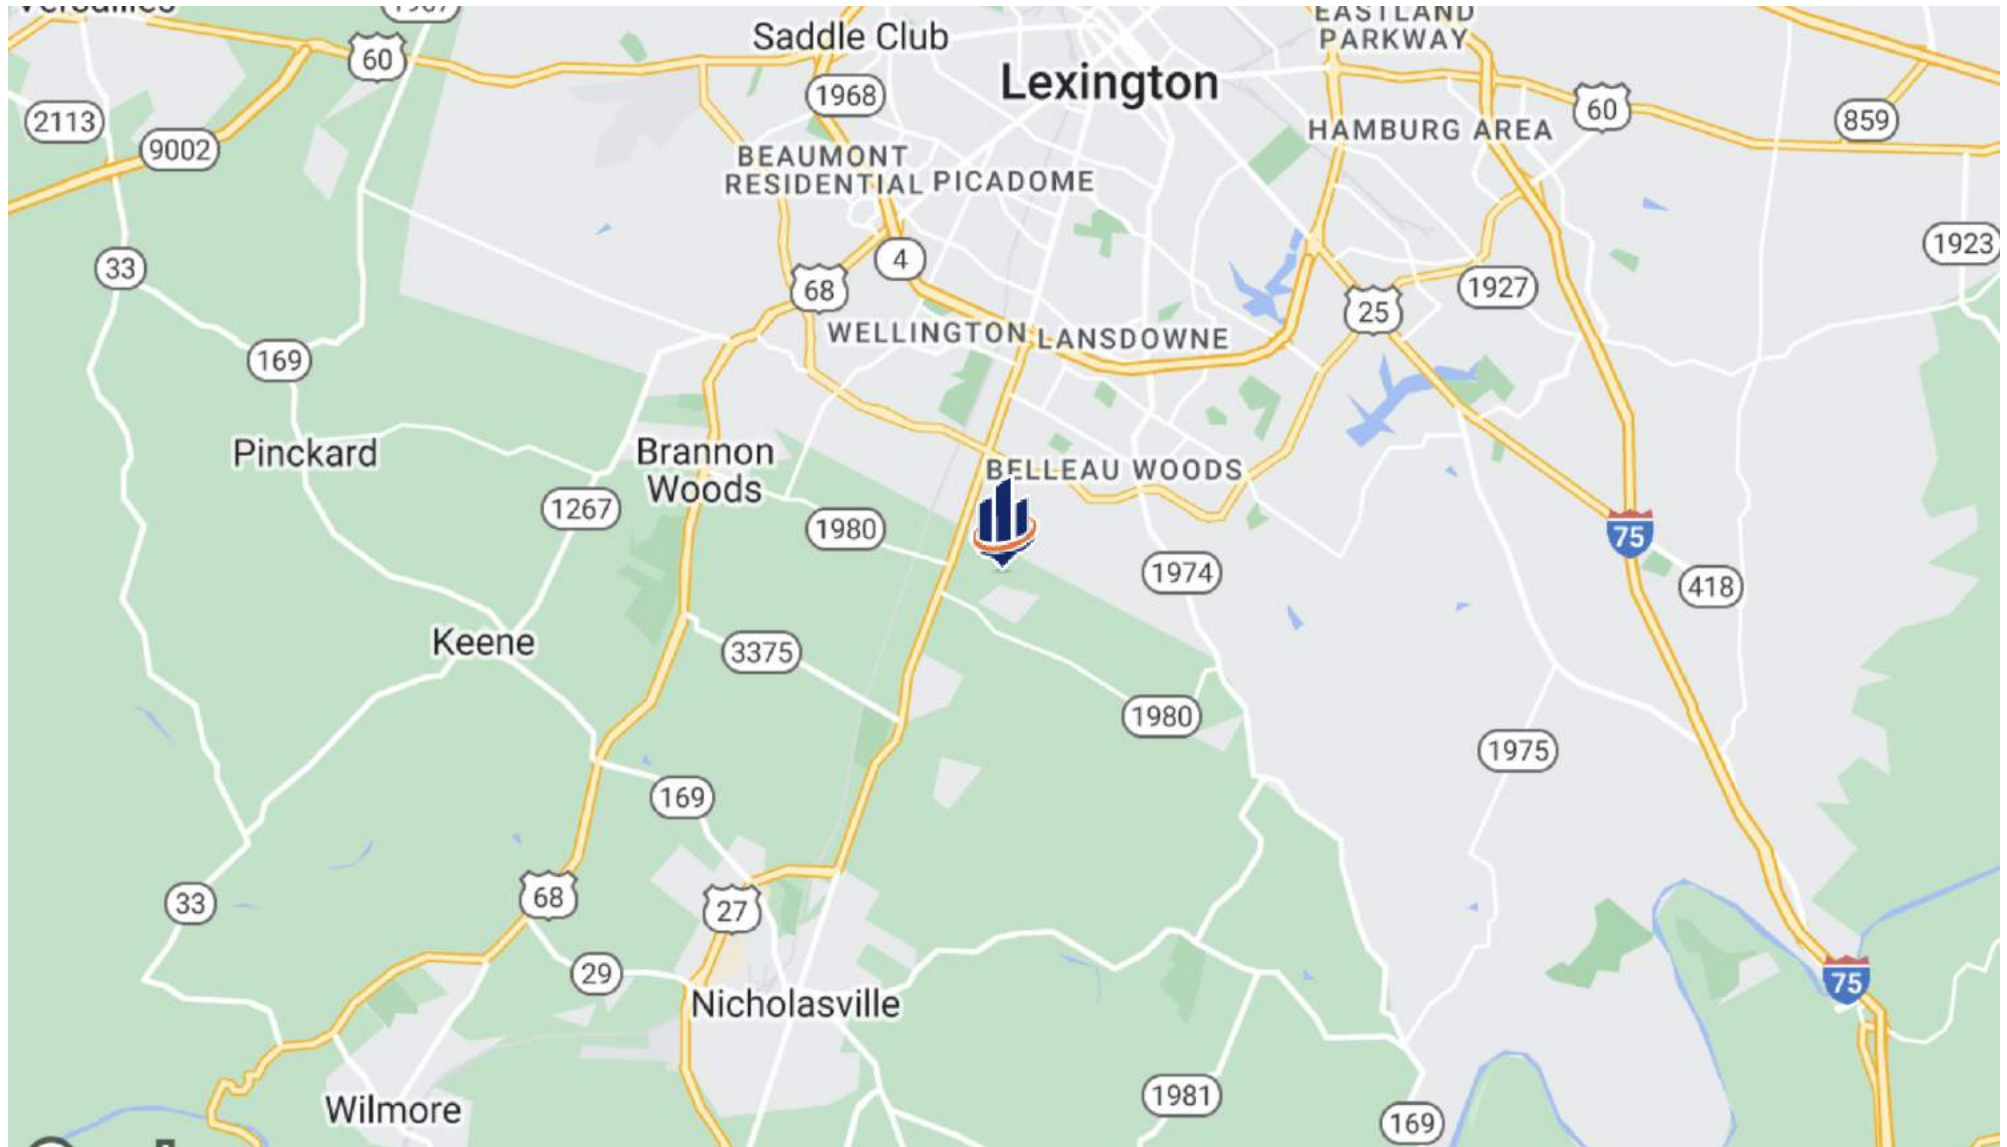 Versailles
1967
EASTLAND
PARKWAY
Saddle Club
60
Lexington
1968
60
2113
859
9002
HAMBURG AREA
BEAUMONT
RESIDENTIAL
PICADOME
1923
33
4
68
1927
25
WELLINGTON
LANSDOWNE
169
Pinckard
Brannon
Woods
BELLEAU WOODS
1267
1980
75
1974
418
Keene
3375
1980
1975
169
68
33
27
29
75
Nicholasville
1981
Wilmore
169